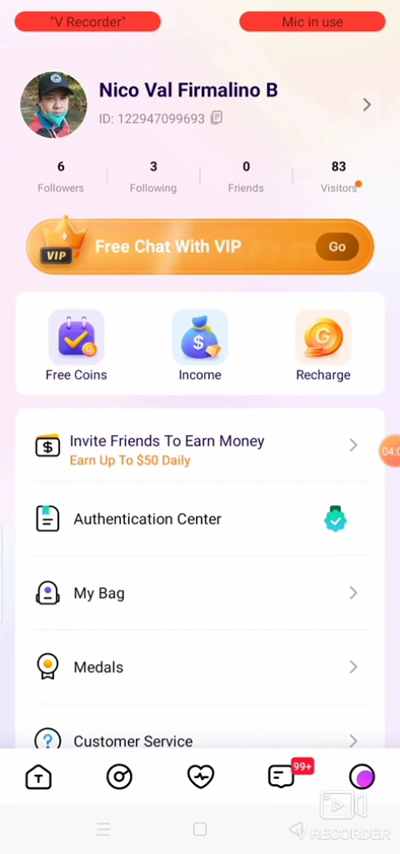 "V Recorder"
Mic in use
Nico Val Firmalino B
ID: 122947099693
6
3
0
83
Followers
Following
Friends
Visitors
VIP
Free Chat With VIP
Go
Free Coins
Income
Recharge
Invite Friends To Earn Money
Earn Up To $50 Daily
Authentication Center
My Bag
Medals
Customer Service
99+
V RECORDER